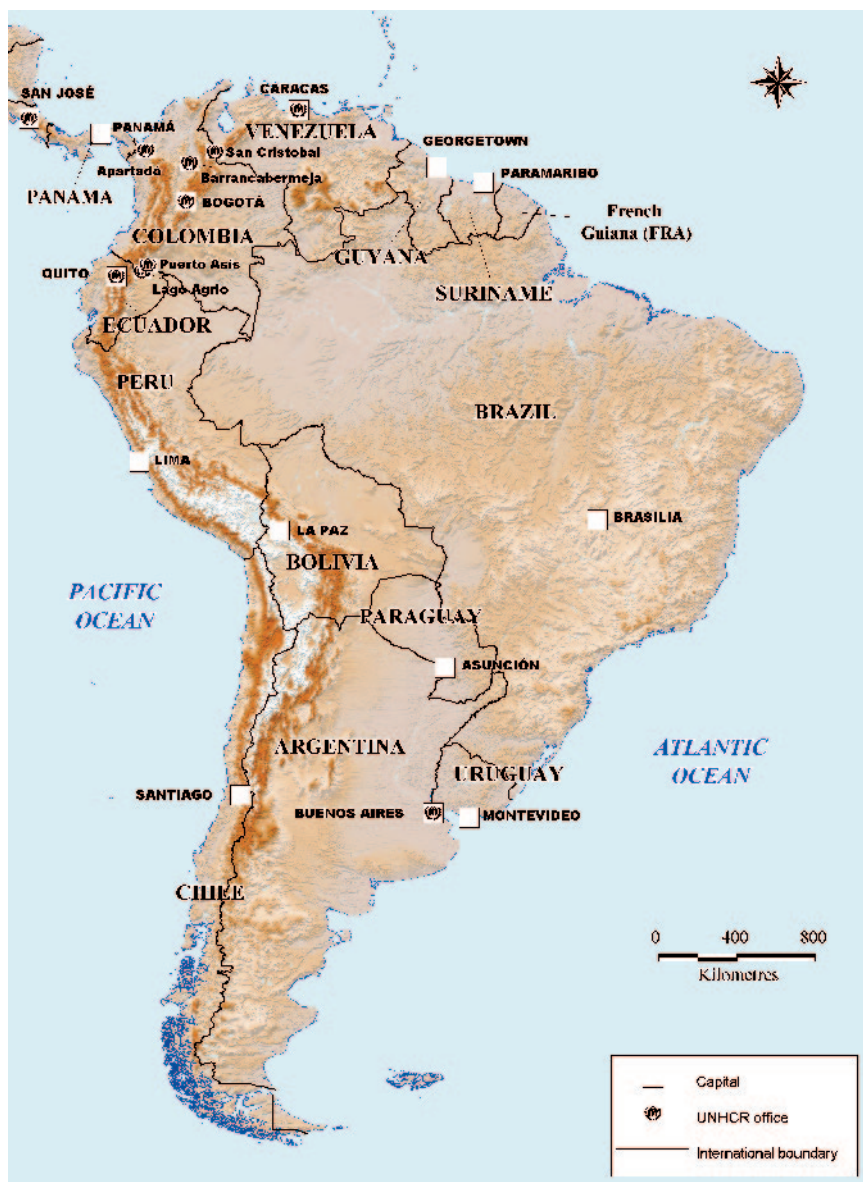 SAN JOSÉ
CARACAS
PANAMÁ
VENEZUELA
GEORGETOWN
San Cristobal
Apartadó
Barrancabermeja
PARAMARIBO
PANAMA
BOGOTÁ
French
Guiana (FRA)
COLOMBIA
GUYANA
QUITO
Puerto Asis
Lago Agrio
SURINAME
ECUADOR
PERU
BRAZIL
LIMA
BRASILIA
LA PAZ
BOLIVIA
PACIFIC
OCEAN
PARAGUAY
ASUNCIÓN
ARGENTINA
ATLANTIC
OCEAN
URUGUAY
SANTIAGO
BUENOS AIRES
MONTEVIDEO
CHILE
0 400 800
Kilometres
Capital
UNHCR office
International boundary